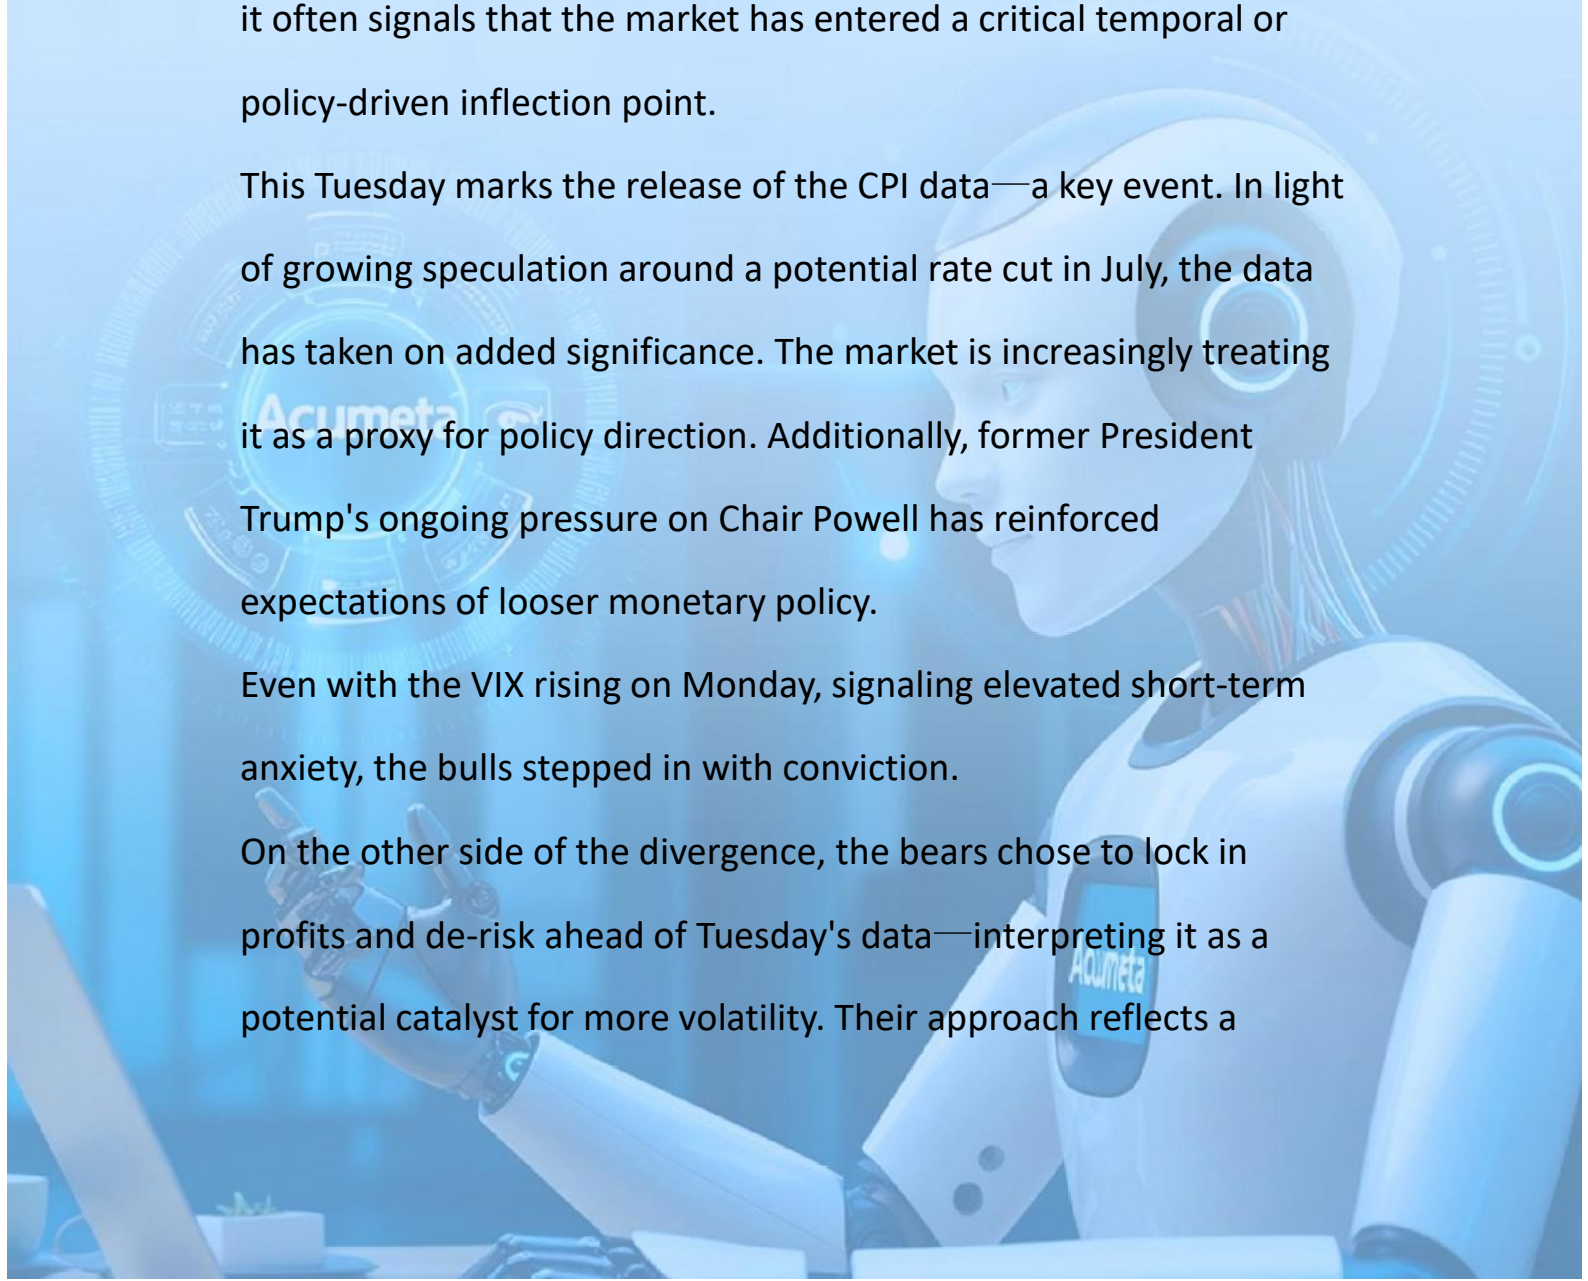 it often signals that the market has entered a critical temporal or
policy-driven inflection point.
This Tuesday marks the release of the CPI data—a key event. In light
of growing speculation around a potential rate cut in July, the data
has taken on added significance. The market is increasingly treating
Acumeta
it as a proxy for policy direction. Additionally, former President
Trump's ongoing pressure on Chair Powell has reinforced
expectations of looser monetary policy.
Even with the VIX rising on Monday, signaling elevated short-term
anxiety, the bulls stepped in with conviction.
On the other side of the divergence, the bears chose to lock in
profits and de-risk ahead of Tuesday's data—interpreting it as a
Acumeta
potential catalyst for more volatility. Their approach reflects a